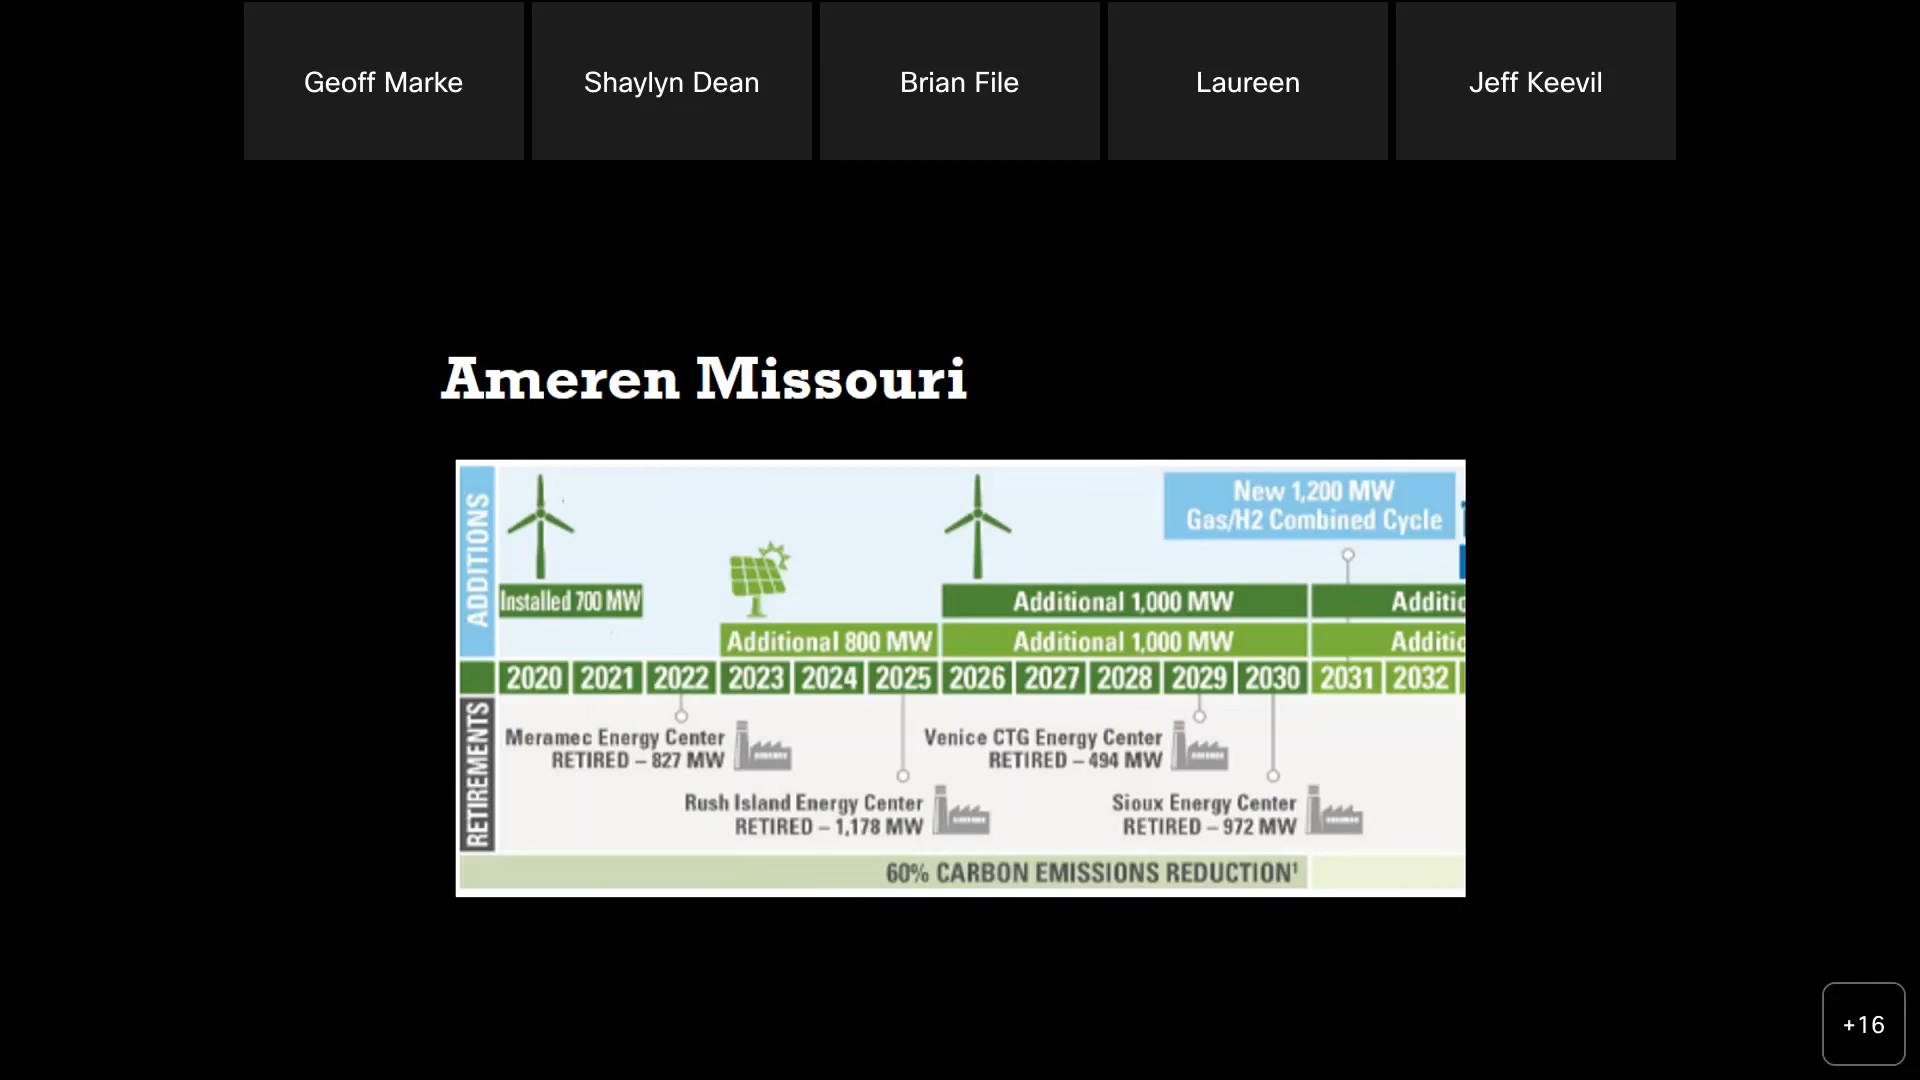 Geoff Marke
Shaylyn Dean
Brian File
Laureen
Jeff Keevil
Ameren Missouri
ADDITIONS
New 1,200 MW
Gas/H2 Combined Cycle
Installed 700 MW
Additional 1,000 MW
Additio
Additional 800 MW
Additional 1,000 MW
Additio
2020 2021 2022 2023 2024 2025 2026 2027 2028 2029 2030 2031 2032
RETIREMENTS
Meramec Energy Center
RETIRED – 827 MW
Venice CTG Energy Center
RETIRED – 494 MW
Rush Island Energy Center
RETIRED – 1,178 MW
Sioux Energy Center
RETIRED – 972 MW
60% CARBON EMISSIONS REDUCTION¹
+16